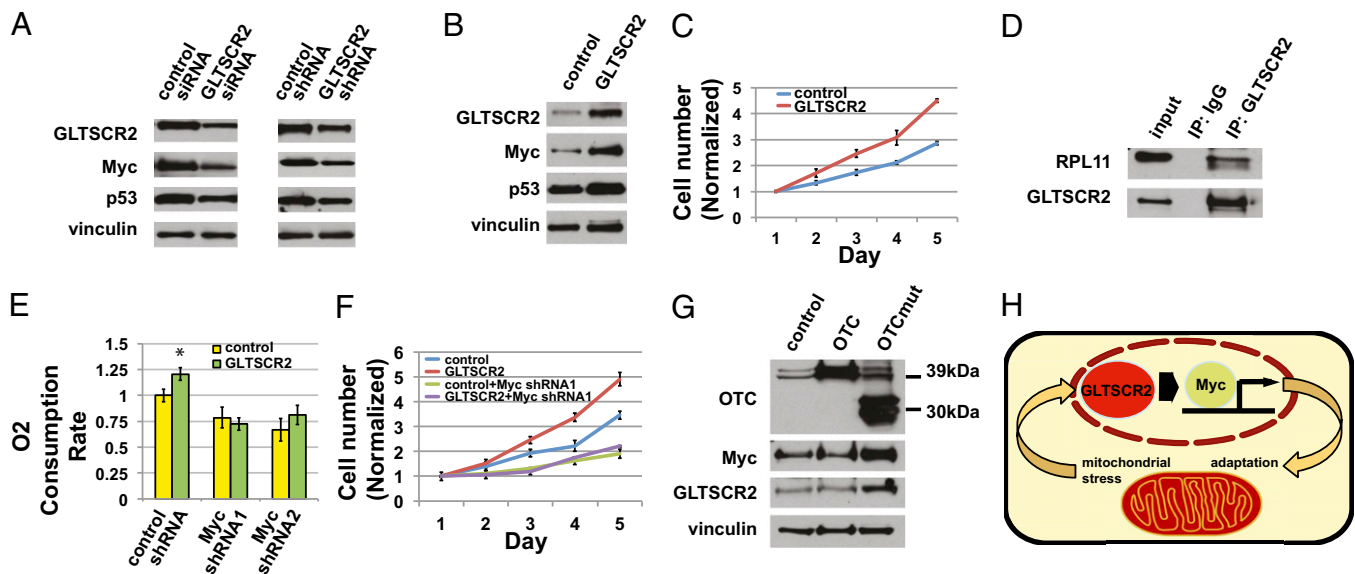 A
control siRNA
GLTSCR2 siRNA
control shRNA
GLTSCR2 shRNA
GLTSCR2
Myc
p53
vinculin
B
control
GLTSCR2
GLTSCR2
Myc
p53
vinculin
C
control
GLTSCR2
Cell number
(Normalized)
5
4
3
2
1
0
1 2 3 4 5
Day
D
input
IP: IgG
IP: GLTSCR2
RPL11
GLTSCR2
E
O2
Consumption
Rate
control
GLTSCR2
*
1.5
1.25
1
0.75
0.5
0.25
0
control shRNA
Myc shRNA1
Myc shRNA2
F
control
GLTSCR2
control+Myc shRNA1
GLTSCR2+Myc shRNA1
Cell number
(Normalized)
6
5
4
3
2
1
0
1 2 3 4 5
Day
G
control
OTC
OTCmut
OTC
39kDa
30kDa
Myc
GLTSCR2
vinculin
H
GLTSCR2
Myc
mitochondrial
stress
adaptation